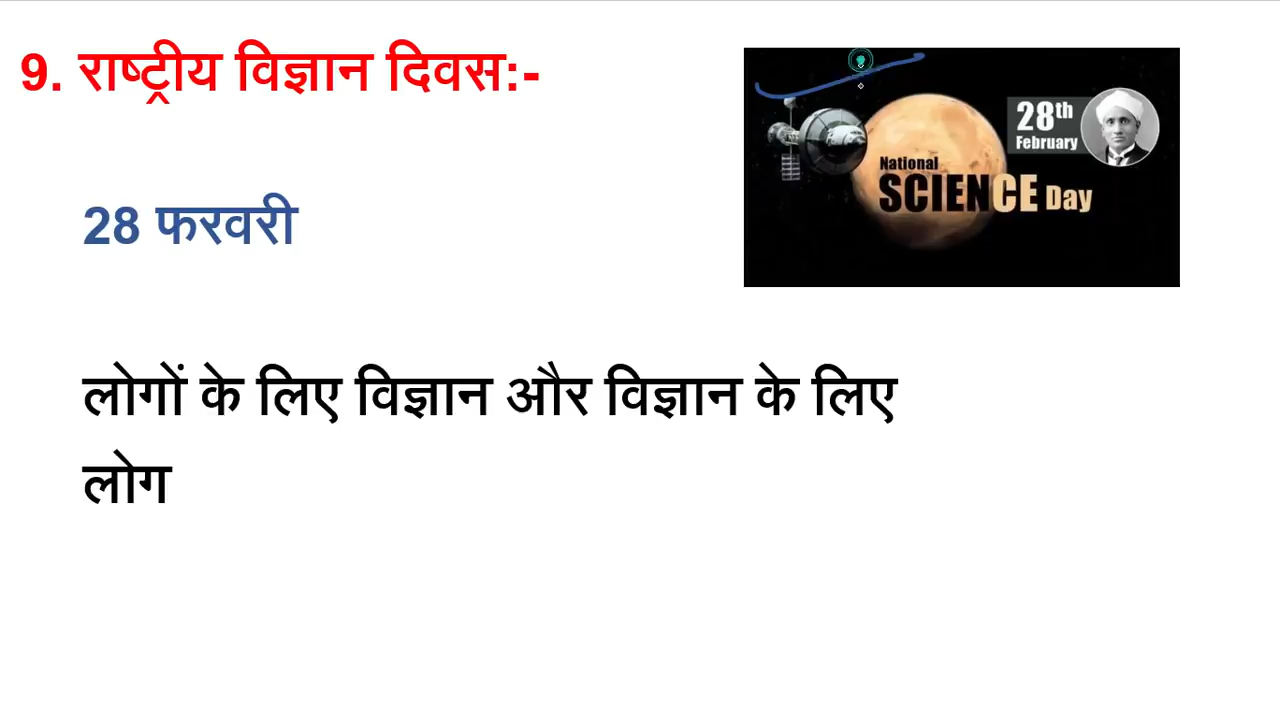 9. राष्ट्रीय विज्ञान दिवस:-
28th
February
National
SCIENCE Day
28 फरवरी
लोगों के लिए विज्ञान और विज्ञान के लिए
लोग